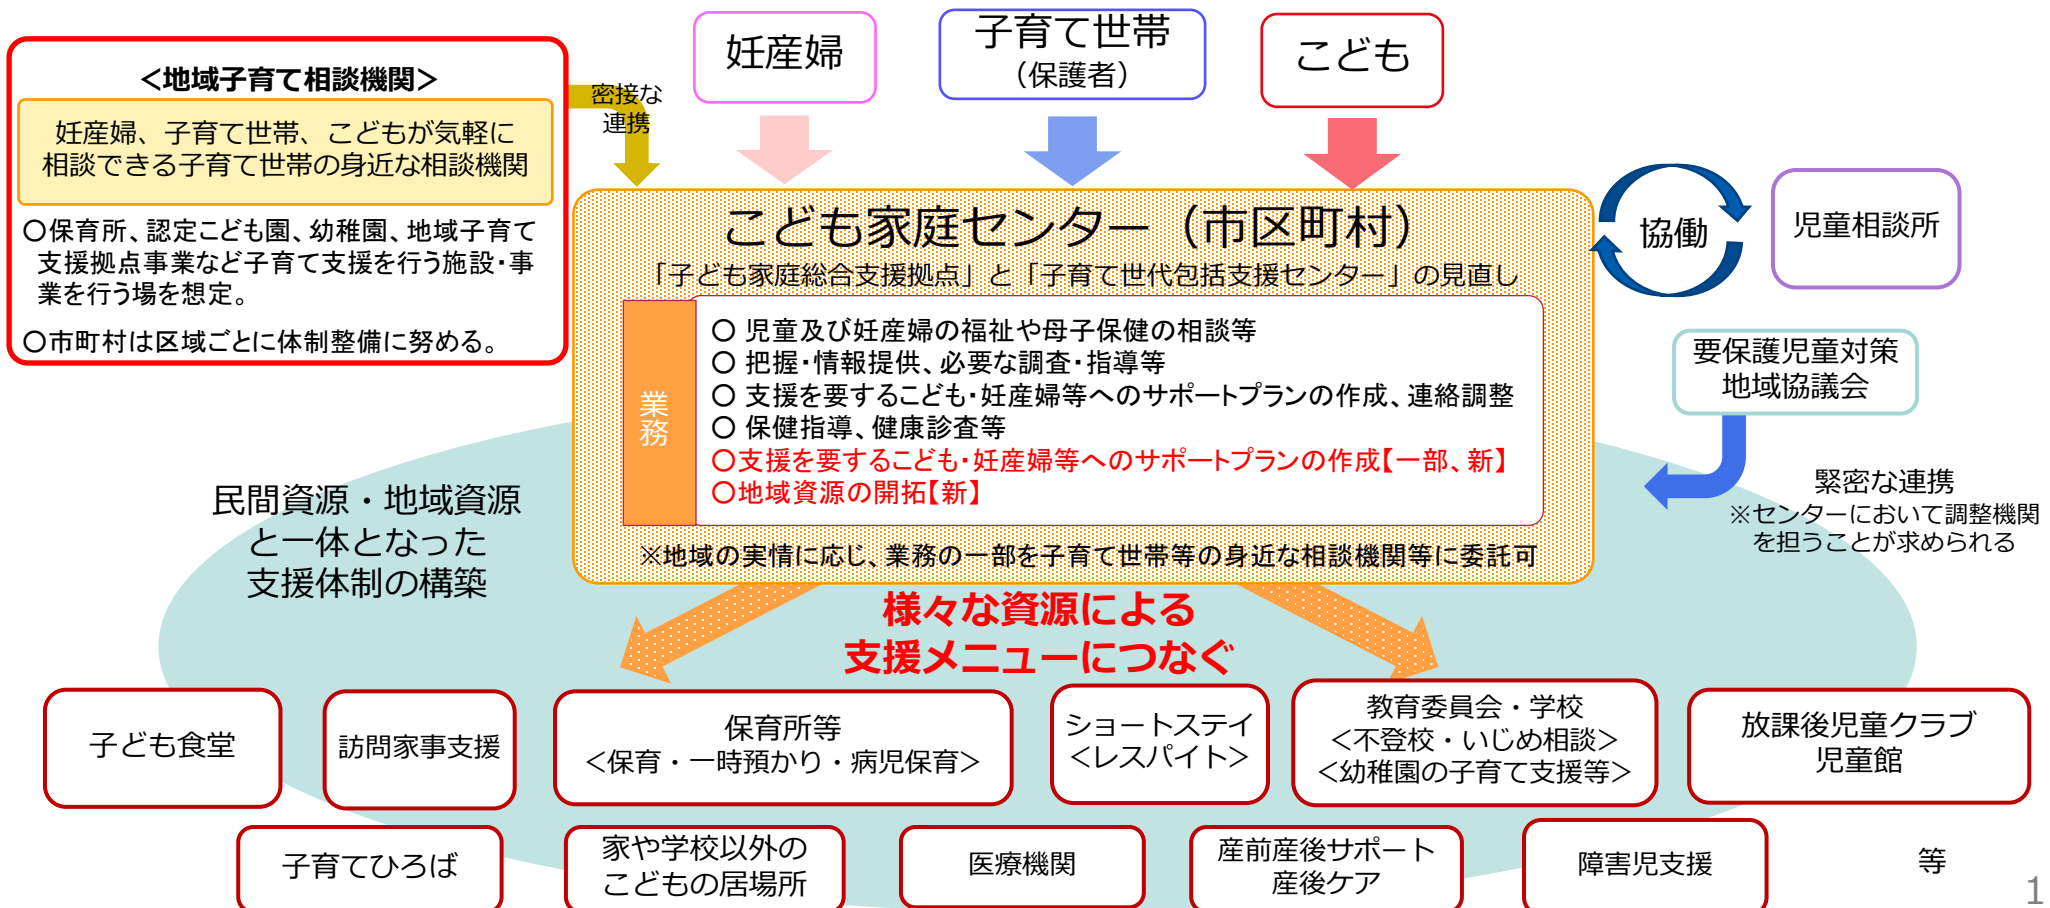 <地域子育て相談機関>
妊産婦、子育て世帯、こどもが気軽に
相談できる子育て世帯の身近な相談機関
○保育所、認定こども園、幼稚園、地域子育て
支援拠点事業など子育て支援を行う施設・事
業を行う場を想定。
○市町村は区域ごとに体制整備に努める。
密接な
連携
妊産婦
子育て世帯
（保護者）
こども
こども家庭センター（市区町村）
「子ども家庭総合支援拠点」と「子育て世代包括支援センター」の見直し
業務
○ 児童及び妊産婦の福祉や母子保健の相談等
○ 把握・情報提供、必要な調査・指導等
○ 支援を要するこども・妊産婦等へのサポートプランの作成、連絡調整
○ 保健指導、健康診査等
○支援を要するこども・妊産婦等へのサポートプランの作成【一部、新】
○地域資源の開拓【新】
※地域の実情に応じ、業務の一部を子育て世帯等の身近な相談機関等に委託可
協働
児童相談所
要保護児童対策
地域協議会
緊密な連携
※センターにおいて調整機関
を担うことが求められる
民間資源・地域資源
と一体となった
支援体制の構築
様々な資源による
支援メニューにつなぐ
子ども食堂
訪問家事支援
保育所等
<保育・一時預かり・病児保育>
ショートステイ
<レスパイト>
教育委員会・学校
<不登校・いじめ相談>
<幼稚園の子育て支援等>
放課後児童クラブ
児童館
子育てひろば
家や学校以外の
こどもの居場所
医療機関
産前産後サポート
産後ケア
障害児支援
等
1